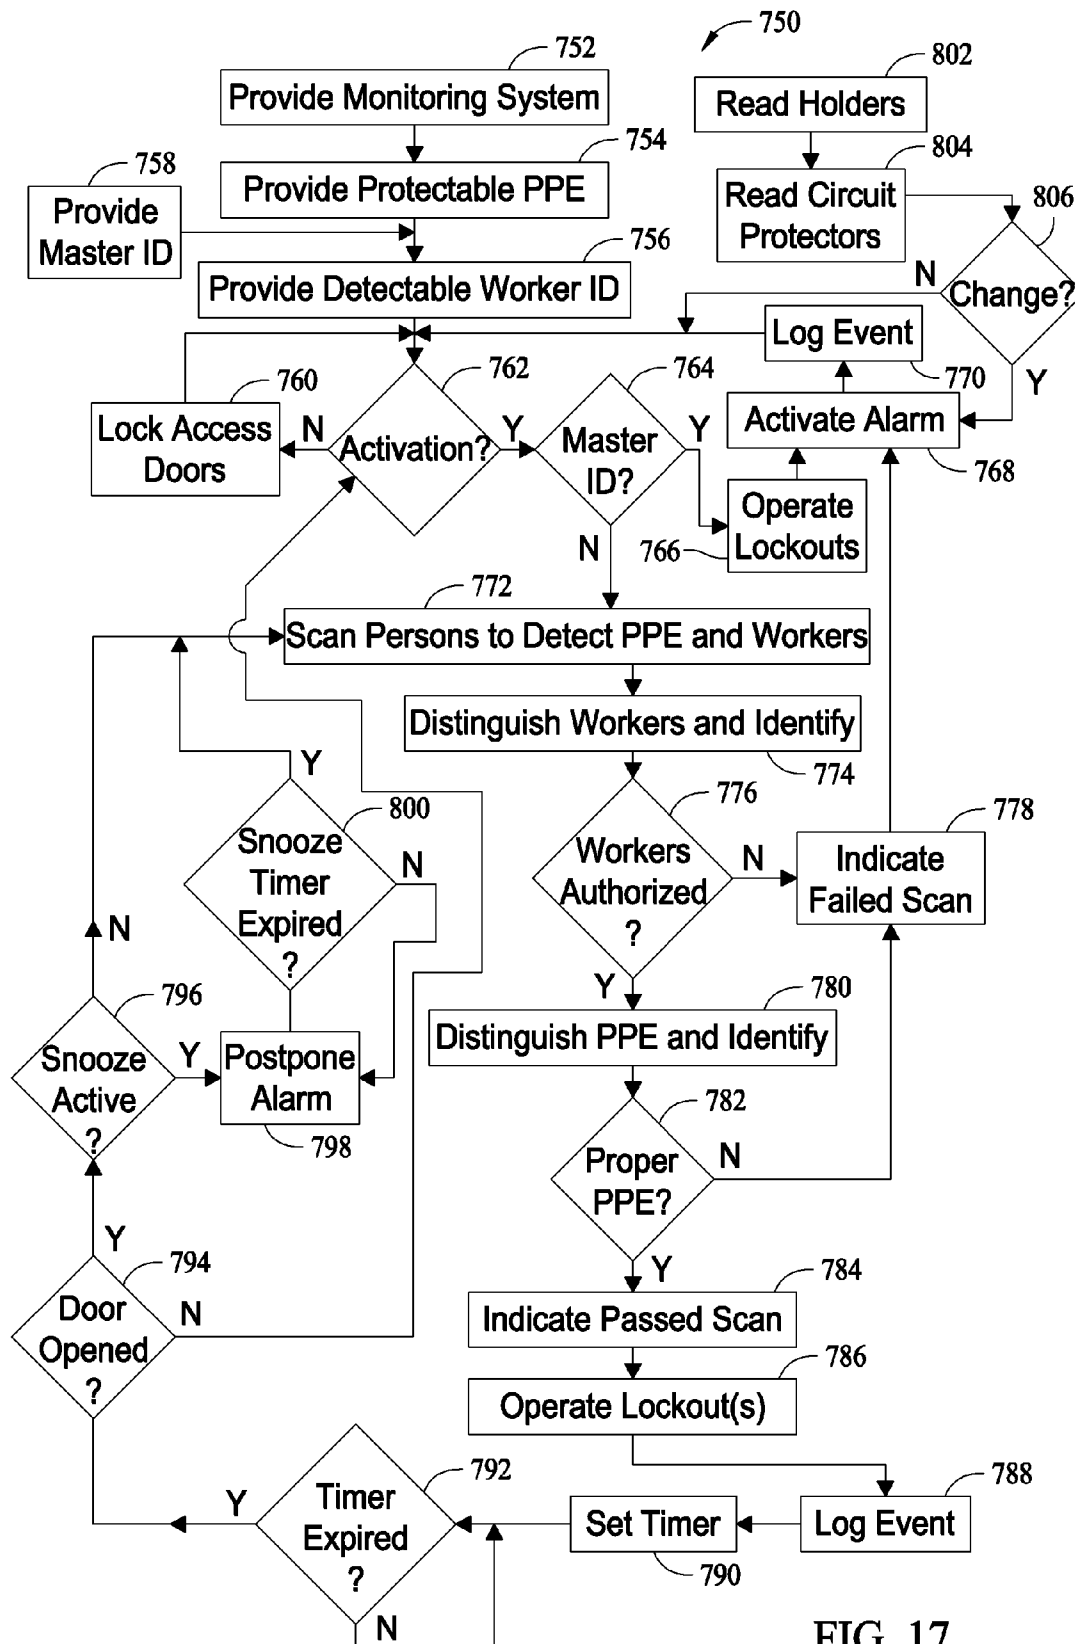 750
752
Provide Monitoring System
802
Read Holders
754
Provide Protectable PPE
804
Read Circuit
Protectors
758
Provide
Master ID
806
Change?
N
Y
756
Provide Detectable Worker ID
Log Event
770
760
Lock Access
Doors
N
762
Activation?
Y
764
Master
ID?
Y
N
Activate Alarm
768
Operate
Lockouts
766
772
Scan Persons to Detect PPE and Workers
Distinguish Workers and Identify
774
Y
800
Snooze
Timer
Expired
?
N
776
Workers
Authorized
?
N
Y
778
Indicate
Failed Scan
N
796
Snooze
Active
?
Y
Postpone
Alarm
798
780
Distinguish PPE and Identify
782
Proper
PPE?
N
Y
Y
794
Door
Opened
?
N
784
Indicate Passed Scan
786
Operate Lockout(s)
792
Timer
Expired
?
Y
N
Set Timer
790
788
Log Event
FIG. 17